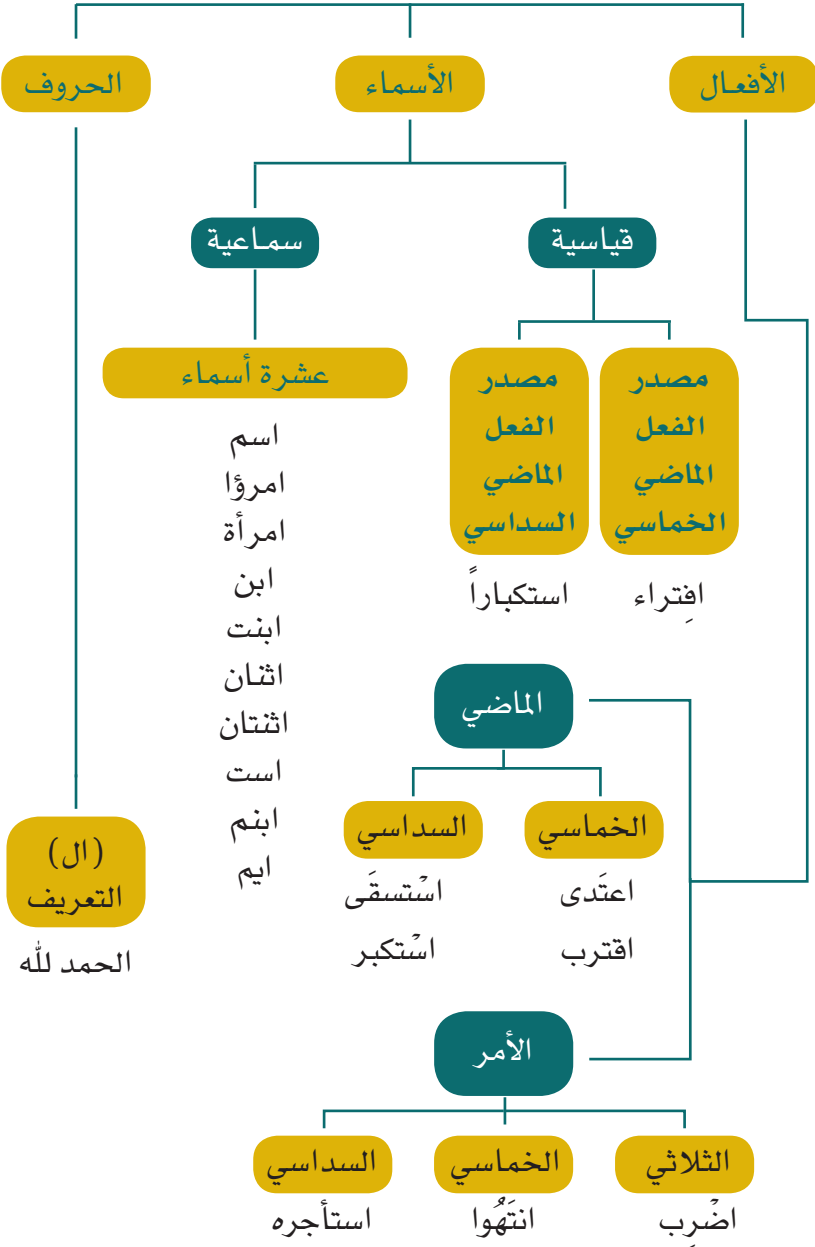 الأفعال
الأسماء
الحروف
قياسية
سماعية
مصدر
الفعل
الماضي
الخماسي
افِتراء
مصدر
الفعل
الماضي
السداسي
استكباراً
عشرة أسماء
اسم
امرؤا
امرأة
ابن
ابنت
اثنان
اثنتان
است
ابنم
ايم
(ال)
التعريف
الحمد لله
الماضي
الخماسي
اعتَدى
اقترب
السداسي
اسْتسقَى
اسْتكبر
الأمر
الثلاثي
اضْرِب
الخماسي
انتَهُوا
السداسي
استأجره